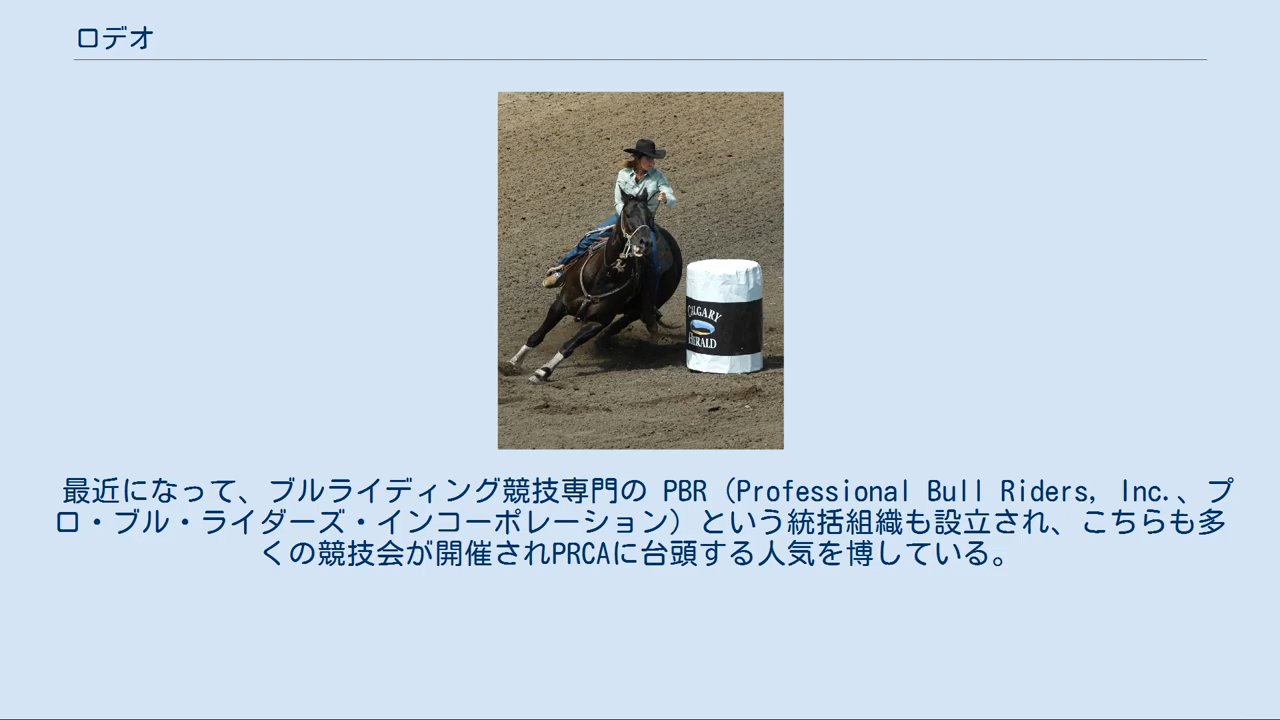 ロデオ
CALGARY
HERALD
最近になって、ブルライディング競技専門の PBR（Professional Bull Riders, Inc.、プ
ロ・ブル・ライダーズ・インコーポレーション）という統括組織も設立され、こちらも多
くの競技会が開催されPRCAに台頭する人気を博している。